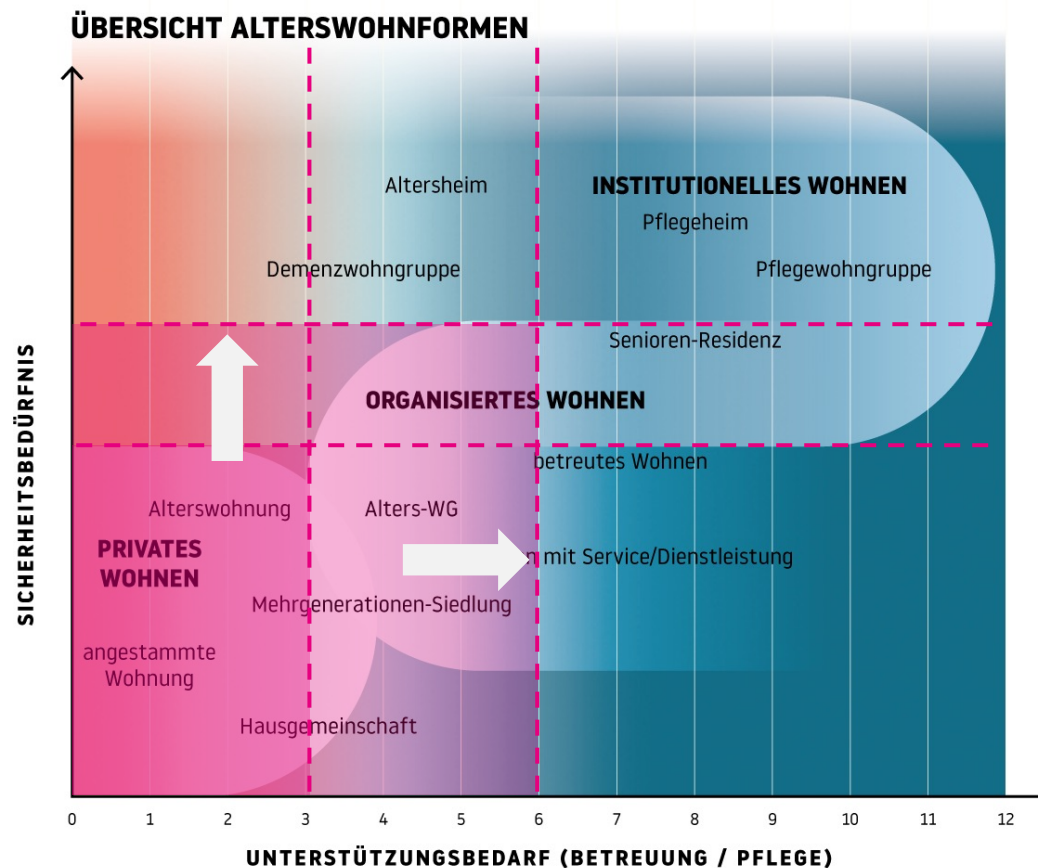 ÜBERSICHT ALTERSWOHNFORMEN
Altersheim
INSTITUTIONELLES WOHNEN
Pflegeheim
Demenzwohngruppe
Pflegewohngruppe
Senioren-Residenz
ORGANISIERTES WOHNEN
betreutes Wohnen
Alterswohnung
Alters-WG
PRIVATES
WOHNEN
mit Service/Dienstleistung
Mehrgenerationen-Siedlung
angestammte
Wohnung
Hausgemeinschaft
SICHERHEITSBEDÜRFNIS
0 1 2 3 4 5 6 7 8 9 10 11 12
UNTERSTÜTZUNGSBEDARF (BETREUUNG / PFLEGE)